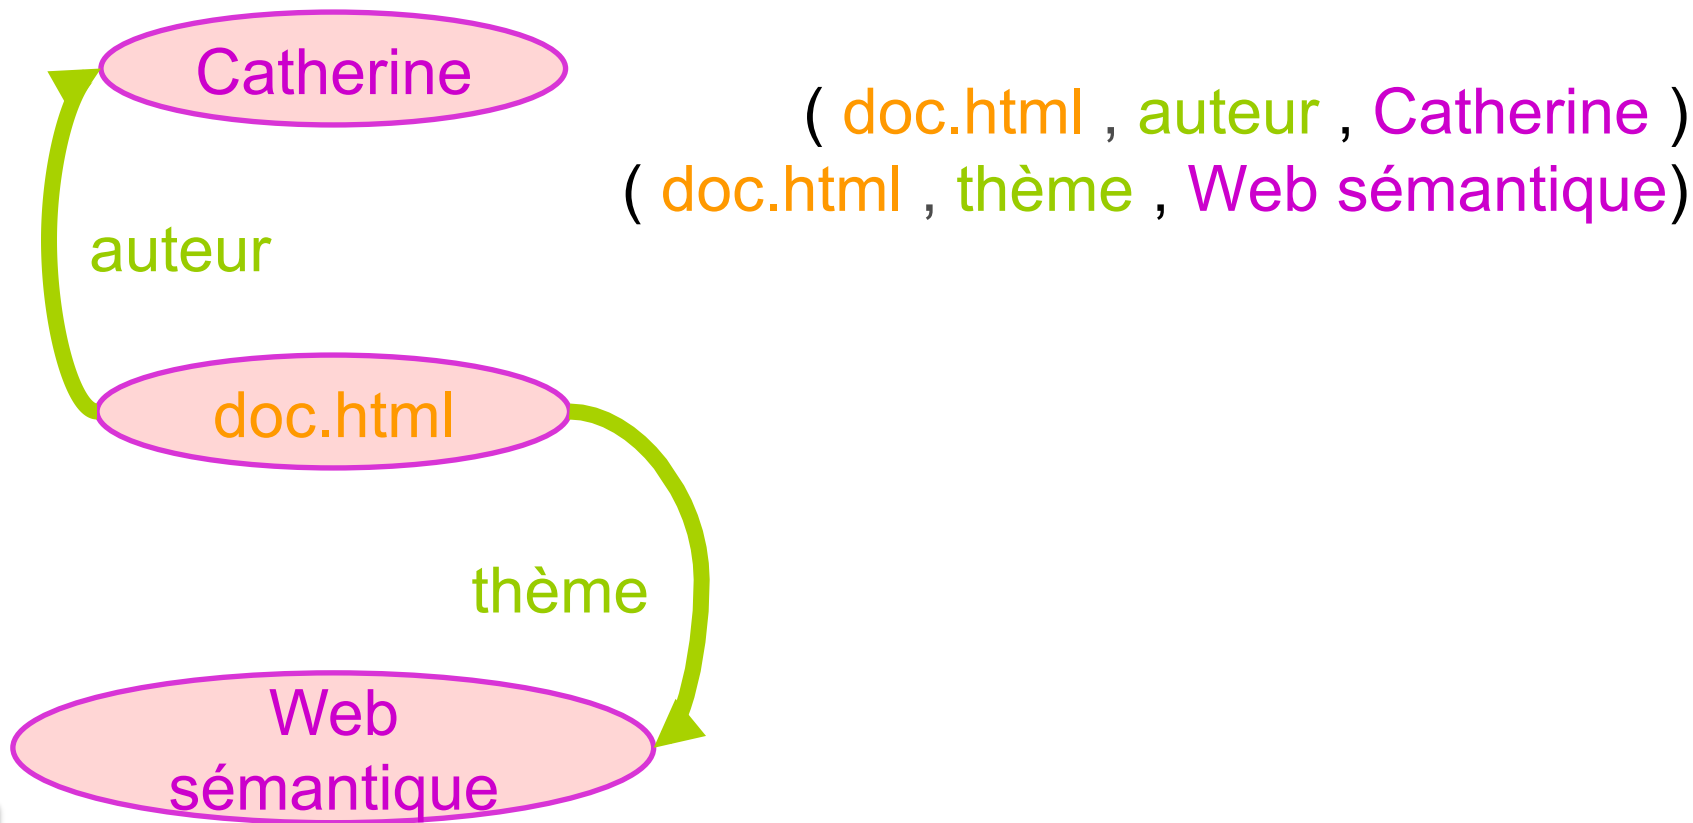 Catherine
( doc.html , auteur , Catherine )
( doc.html , thème , Web sémantique)
auteur
doc.html
thème
Web
sémantique